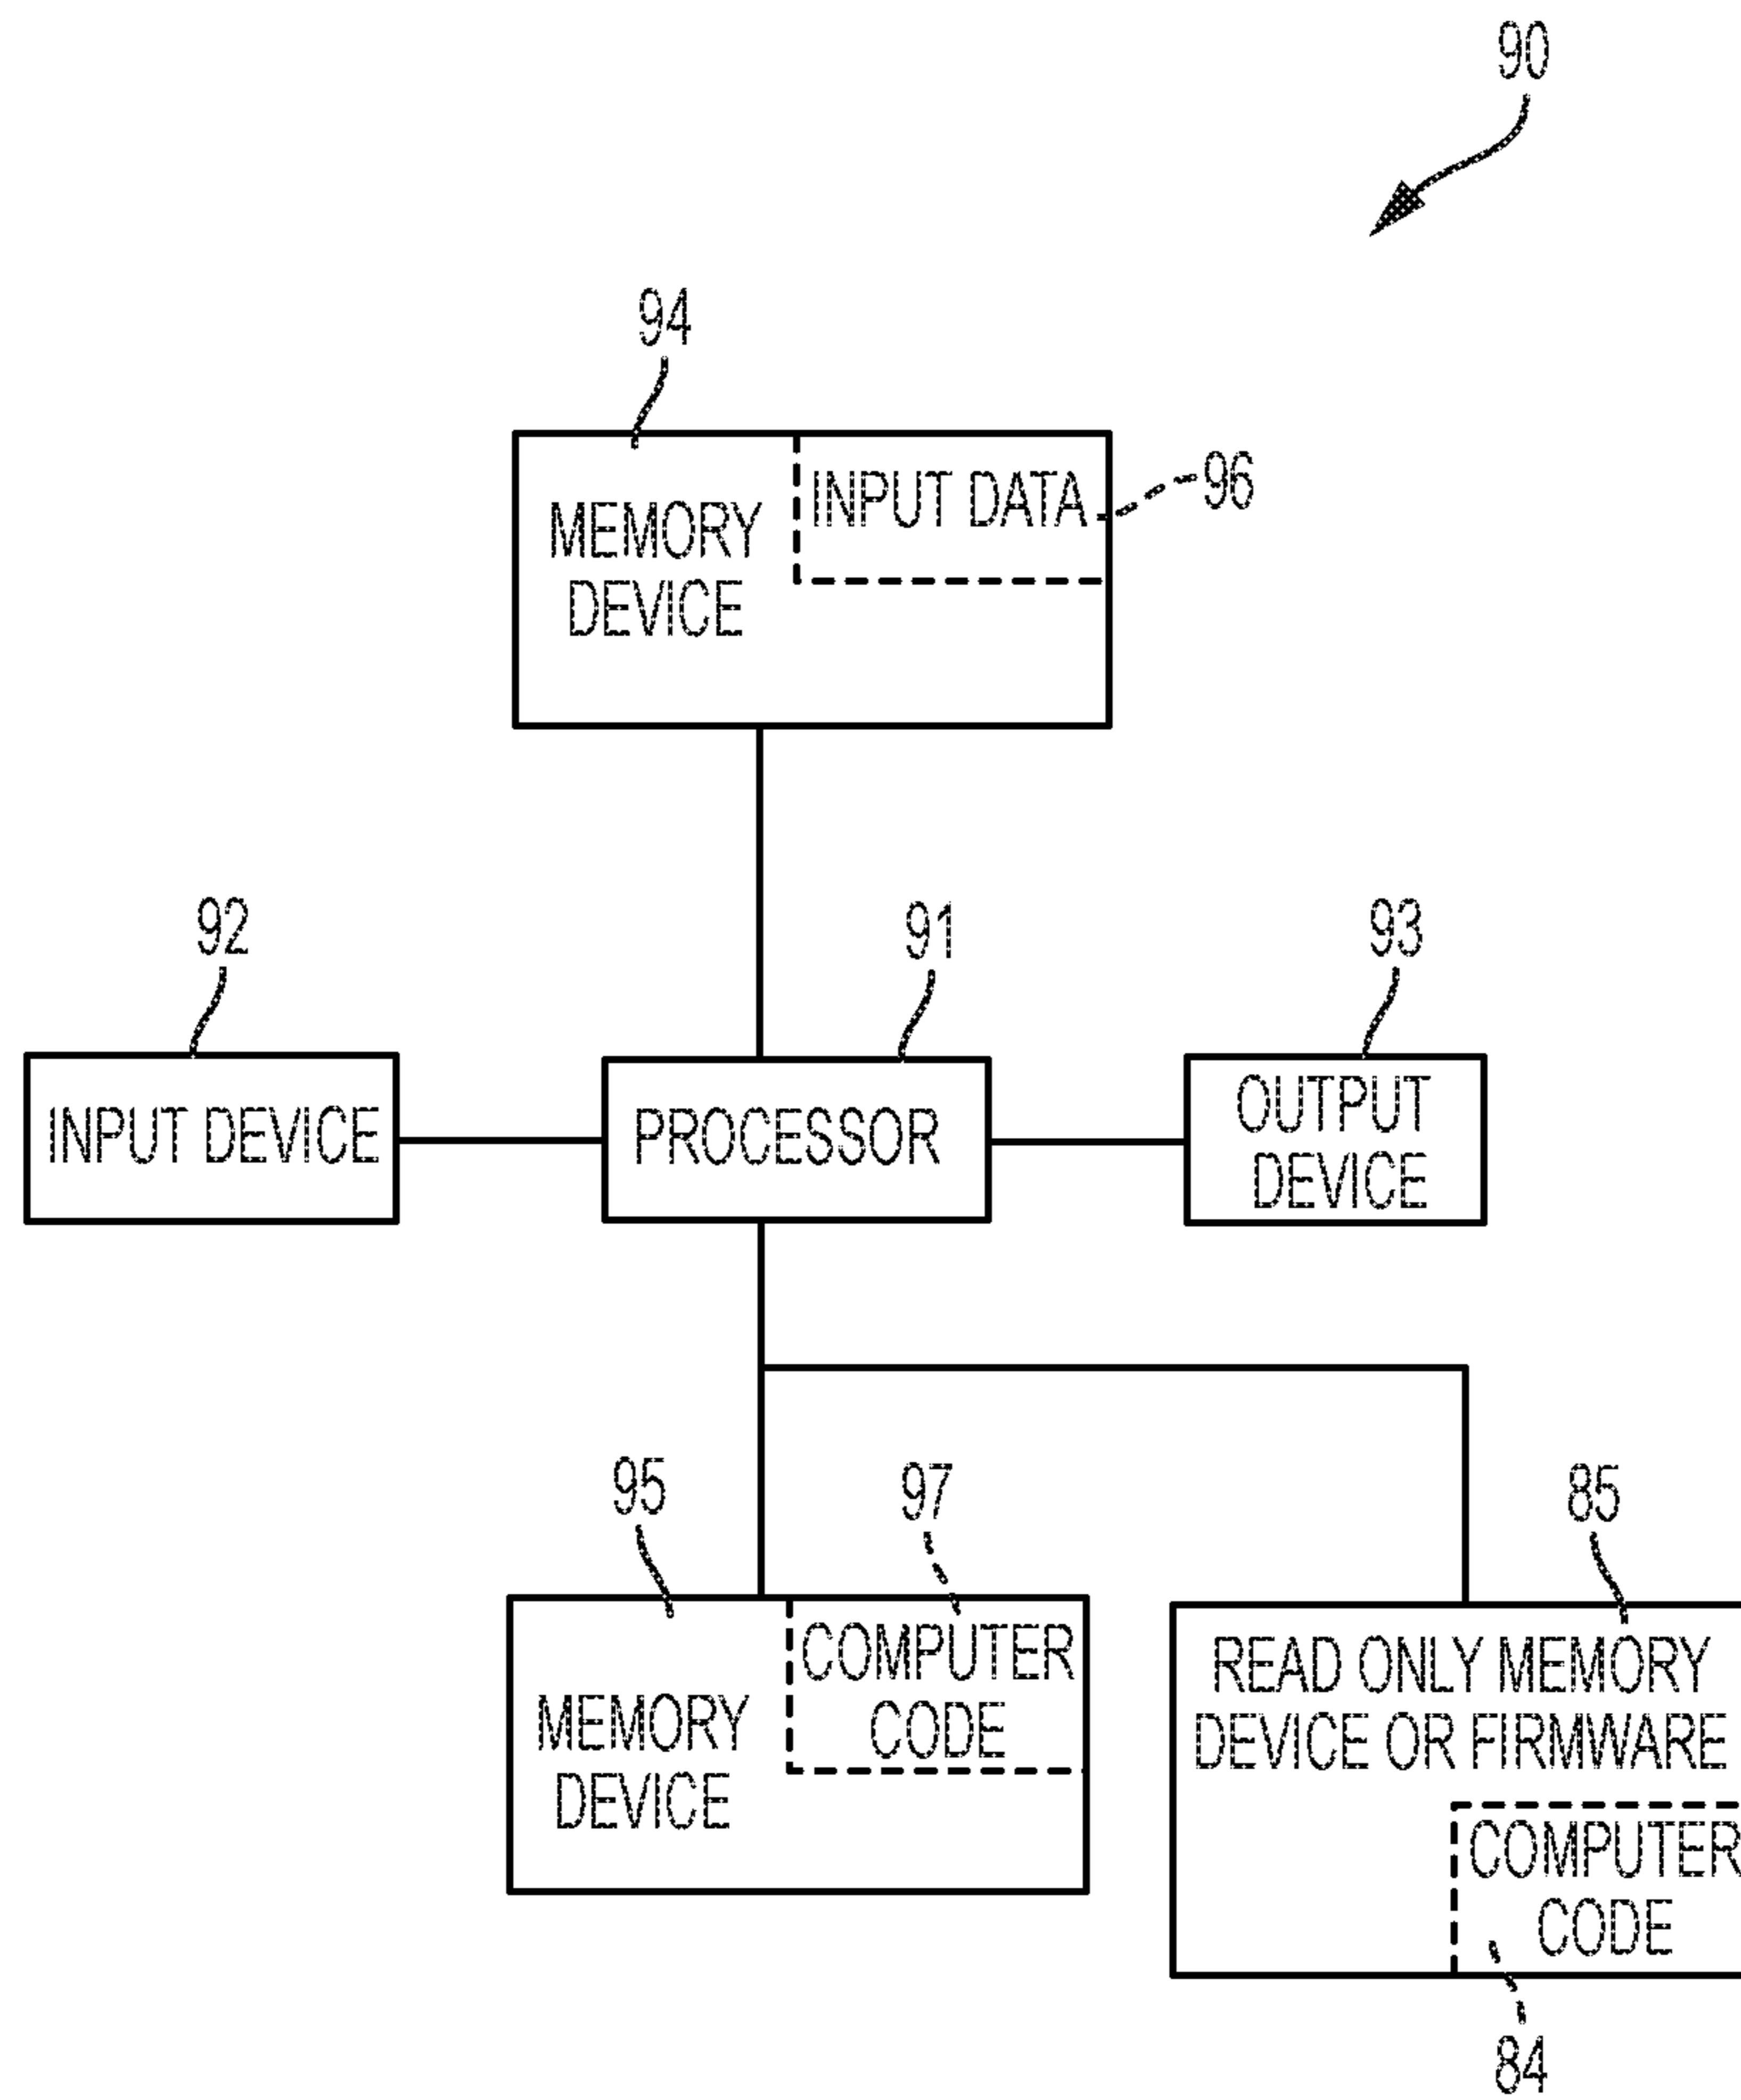 90
94
INPUT DATA
96
MEMORY
DEVICE
92
91
93
INPUT DEVICE
PROCESSOR
OUTPUT
DEVICE
95
97
85
COMPUTER
CODE
MEMORY
DEVICE
READ ONLY MEMORY
DEVICE OR FIRMWARE
COMPUTER
CODE
84